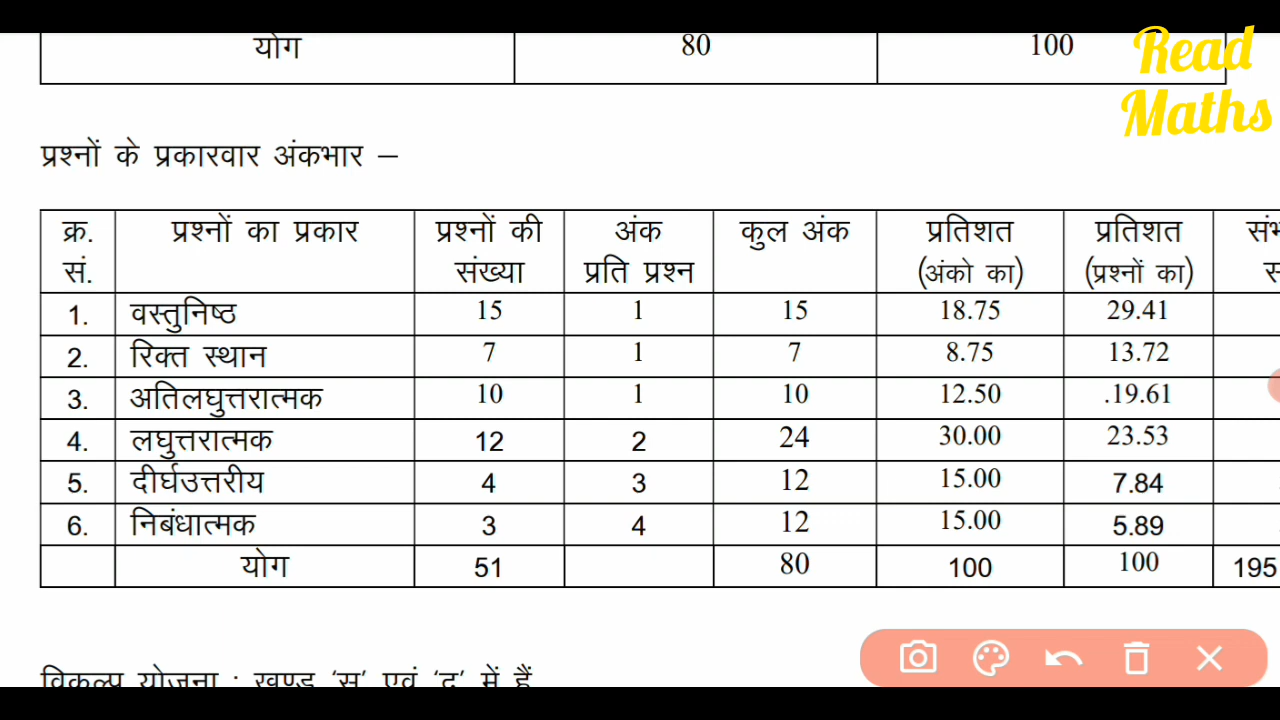 योग 80 100
Read
Maths
प्रश्नों के प्रकारवार अंकभार –
क्र. सं. प्रश्नों का प्रकार प्रश्नों की संख्या अंक प्रति प्रश्न कुल अंक प्रतिशत (अंको का) प्रतिशत (प्रश्नों का)
1. वस्तुनिष्ठ 15 1 15 18.75 29.41
2. रिक्त स्थान 7 1 7 8.75 13.72
3. अतिलघुत्तरात्मक 10 1 10 12.50 .19.61
4. लघुत्तरात्मक 12 2 24 30.00 23.53
5. दीर्घउत्तरीय 4 3 12 15.00 7.84
6. निबंधात्मक 3 4 12 15.00 5.89
योग 51 80 100 100 195
विकल्प योजना : खण्ड ‘स’ एवं ‘द’ में हैं